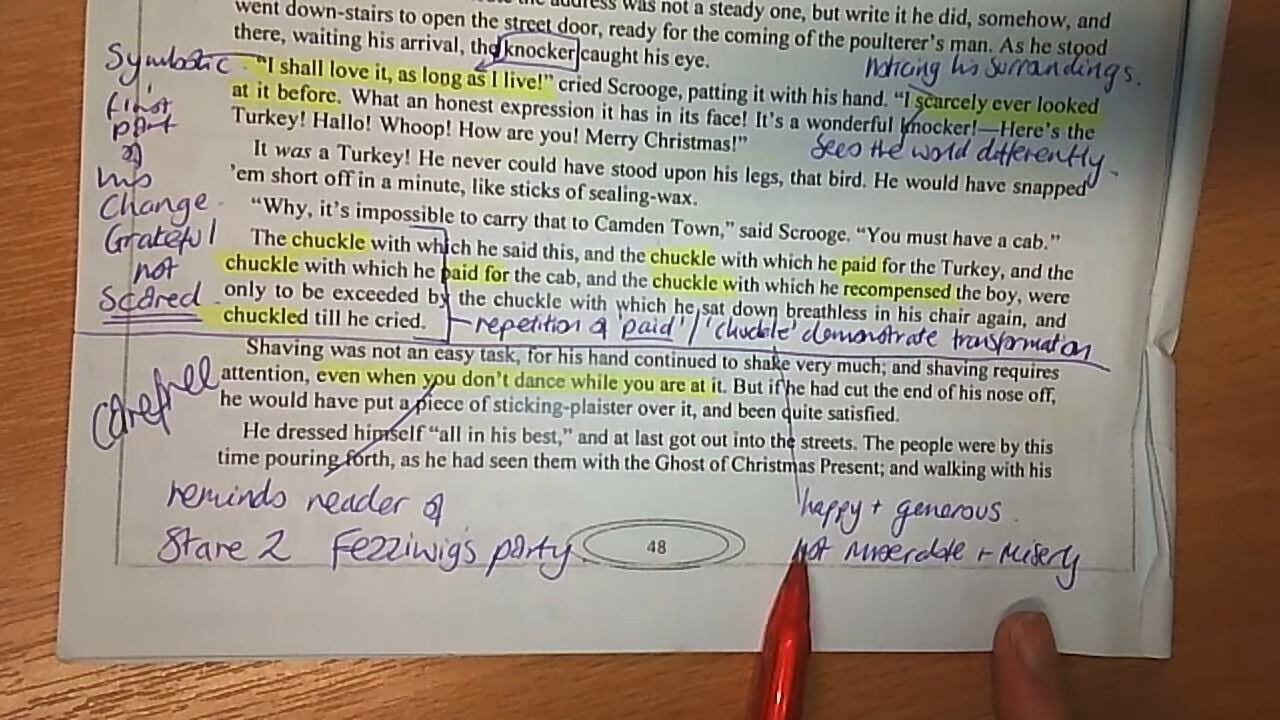 the address was not a steady one, but write it he did, somehow, and
went down-stairs to open the street door, ready for the coming of the poulterer's man. As he stood
there, waiting his arrival, the knocker caught his eye.
noticing his surrandings.
"I shall love it, as long as I live!" cried Scrooge, patting it with his hand. "I scarcely ever looked
at it before. What an honest expression it has in its face! It's a wonderful knocker!—Here's the
Turkey! Hallo! Whoop! How are you! Merry Christmas!"
Sees the world differently.
It was a Turkey! He never could have stood upon his legs, that bird. He would have snapped
'em short off in a minute, like sticks of sealing-wax.
"Why, it's impossible to carry that to Camden Town," said Scrooge. "You must have a cab."
The chuckle with which he said this, and the chuckle with which he paid for the Turkey, and the
chuckle with which he paid for the cab, and the chuckle with which he recompensed the boy, were
only to be exceeded by the chuckle with which he sat down breathless in his chair again, and
chuckled till he cried.
repetition of 'paid' / 'chuckle' demonstrate transformation
Symbolic
first
part
of
his
Change
Grateful
not
Scared
Shaving was not an easy task, for his hand continued to shake very much; and shaving requires
attention, even when you don't dance while you are at it. But if he had cut the end of his nose off,
he would have put a piece of sticking-plaister over it, and been quite satisfied.
carefree
He dressed himself "all in his best," and at last got out into the streets. The people were by this
time pouring forth, as he had seen them with the Ghost of Christmas Present; and walking with his
reminds reader of
Stave 2 Fezziwig's party
happy + generous
not miserable + misery
48